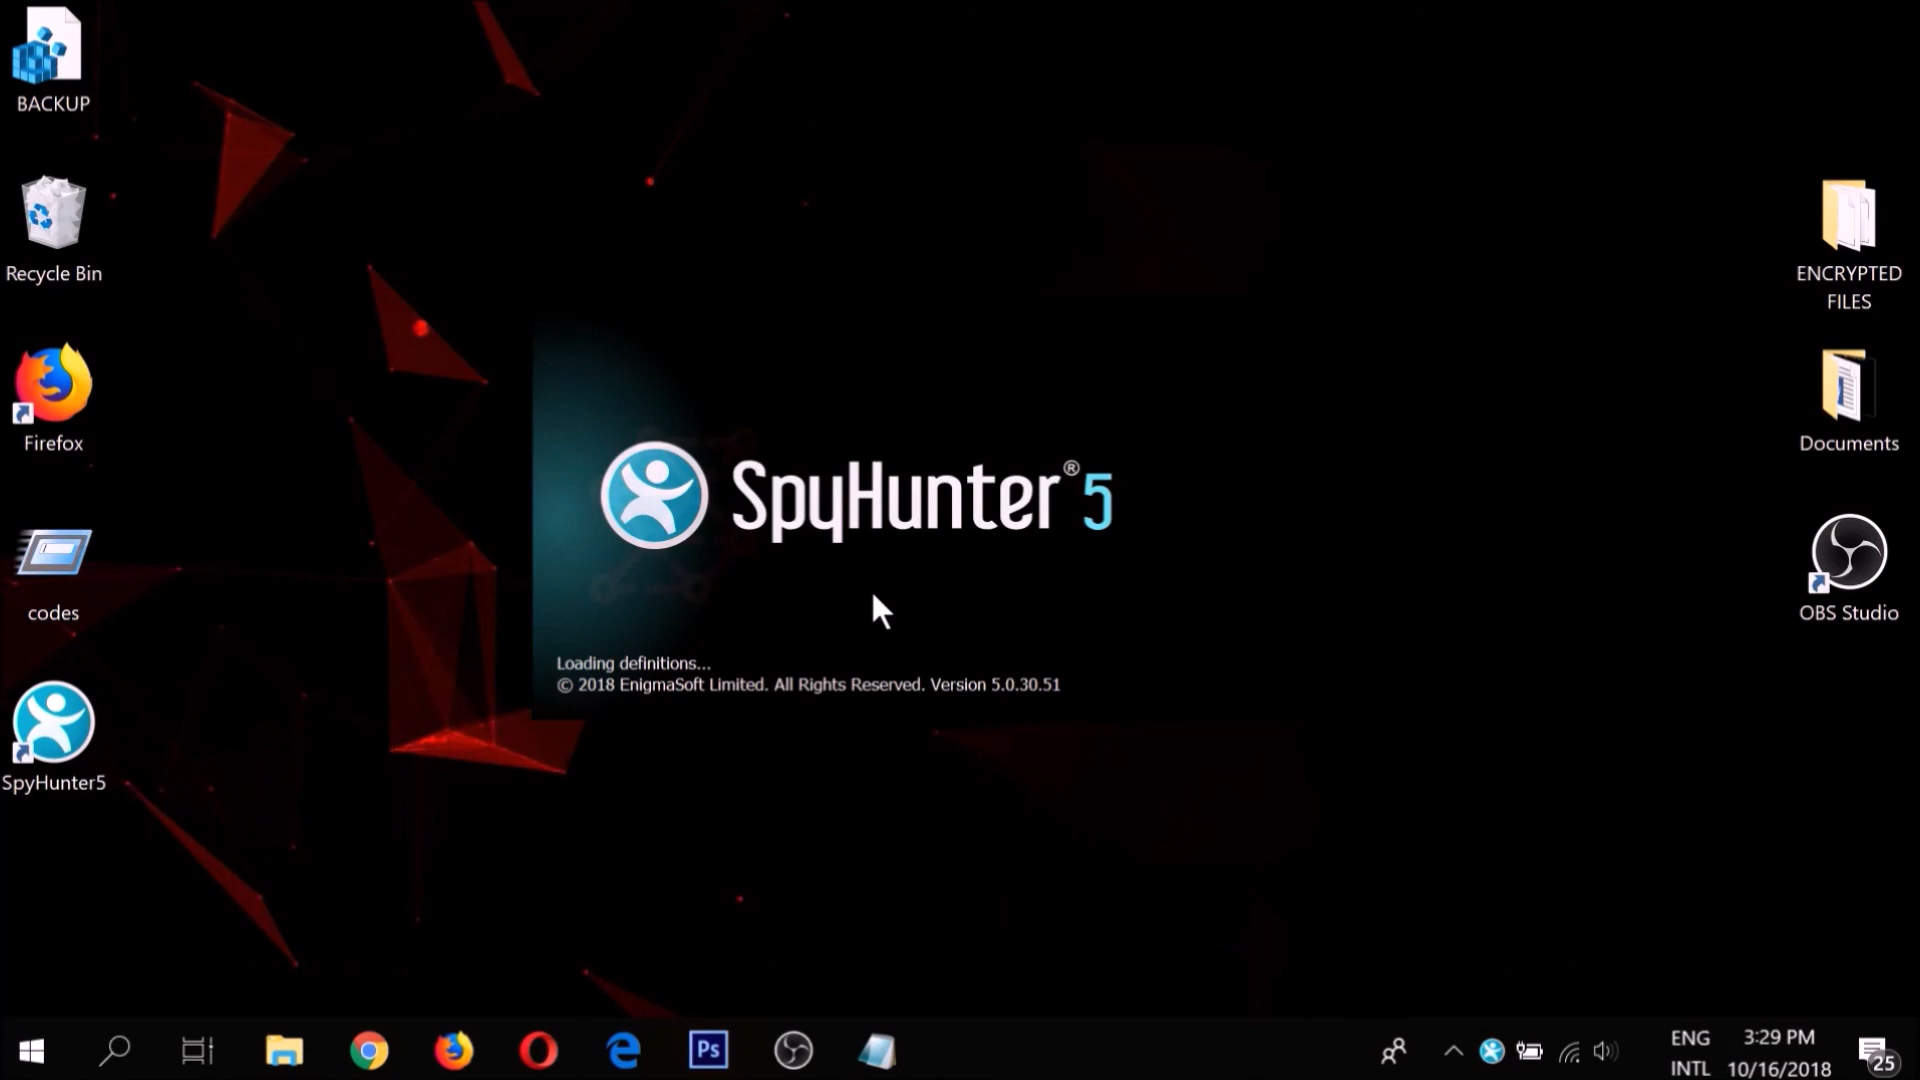 BACKUP
Recycle Bin
Firefox
codes
SpyHunter5
SpyHunter®5
Loading definitions...
© 2018 EnigmaSoft Limited. All Rights Reserved. Version 5.0.30.51
ENCRYPTED
FILES
Documents
OBS Studio
Ps
ENG
INTL
3:29 PM
10/16/2018
25